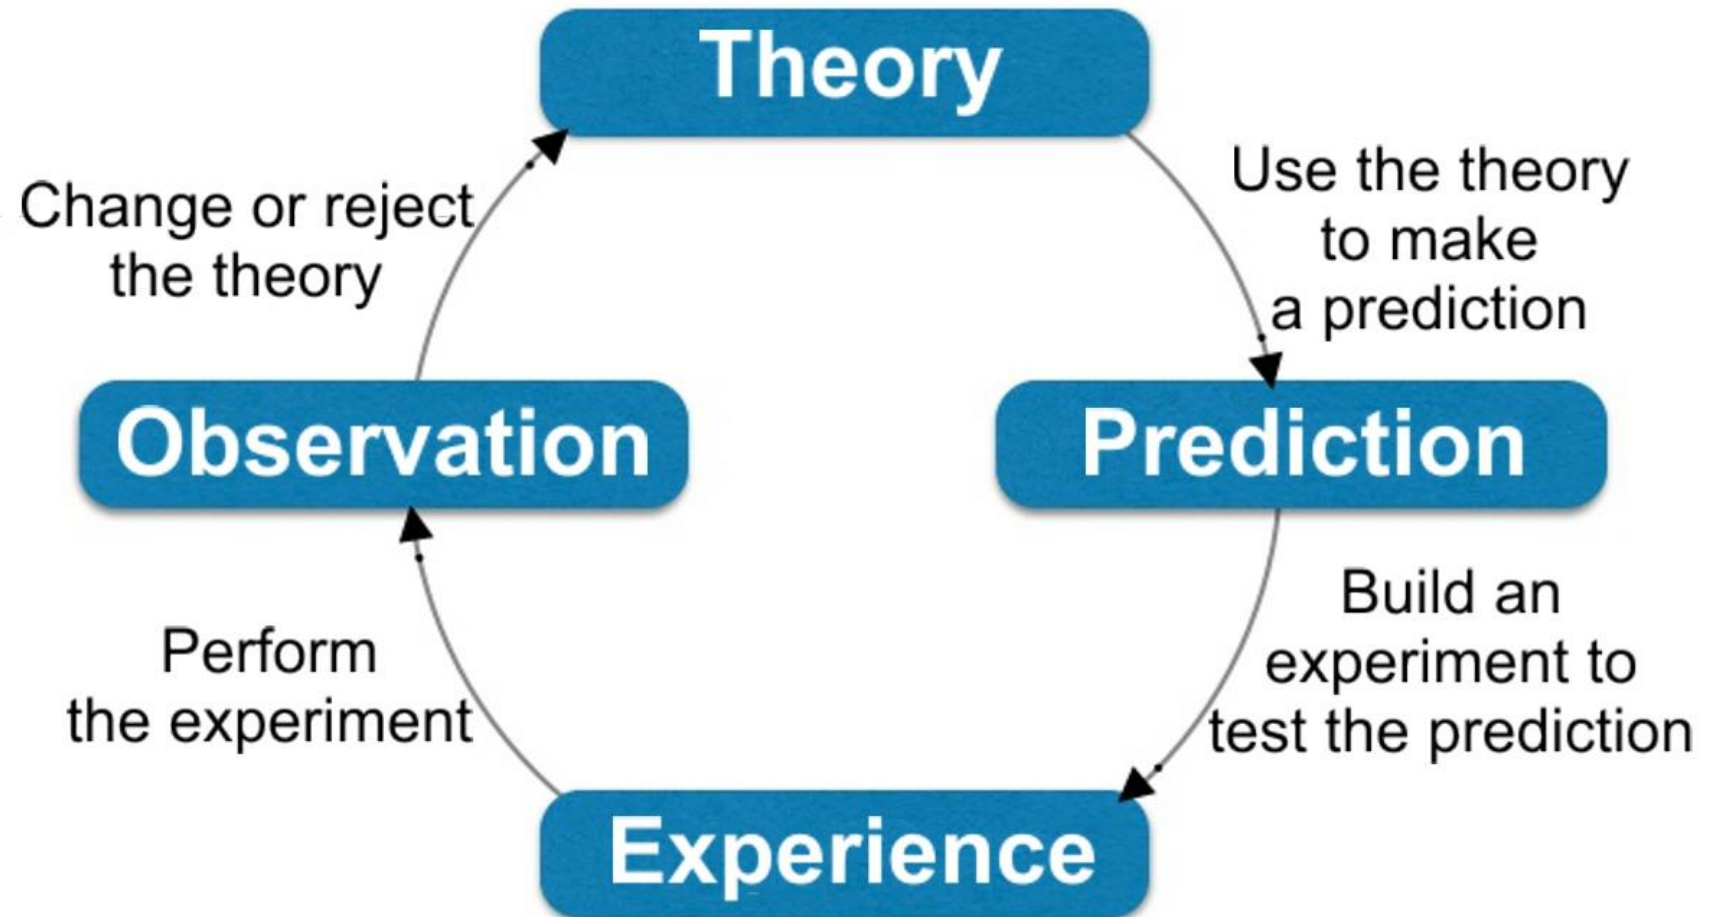 Theory
Use the theory
to make
a prediction
Prediction
Build an
experiment to
test the prediction
Experience
Perform
the experiment
Observation
Change or reject
the theory